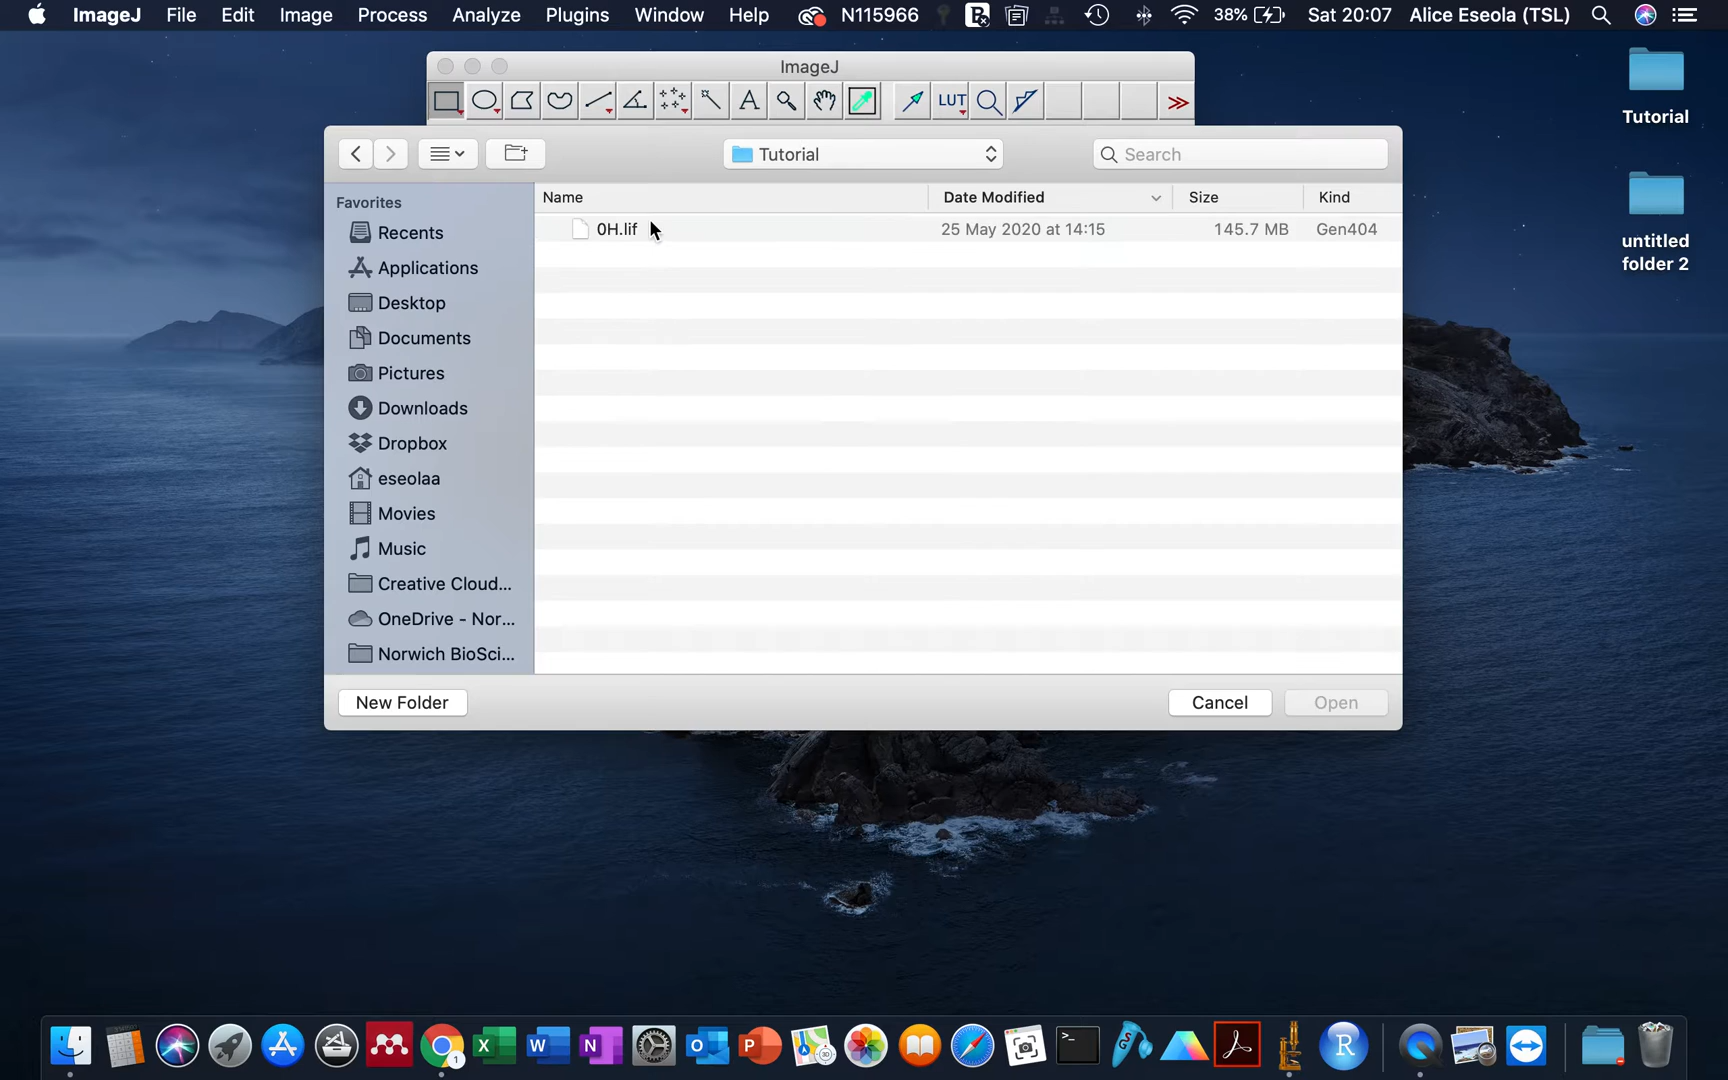 ImageJ File Edit Image Process Analyze Plugins Window Help N115966 38% Sat 20:07 Alice Eseola (TSL)
ImageJ
A LUT
Tutorial
Search
Favorites
Recents
Applications
Desktop
Documents
Pictures
Downloads
Dropbox
eseolaa
Movies
Music
Creative Cloud...
OneDrive - Nor...
Norwich BioSci...
Name Date Modified Size Kind
0H.lif 25 May 2020 at 14:15 145.7 MB Gen404
New Folder Cancel Open
Tutorial
untitled
folder 2
1 X W N O P 30 >_ R